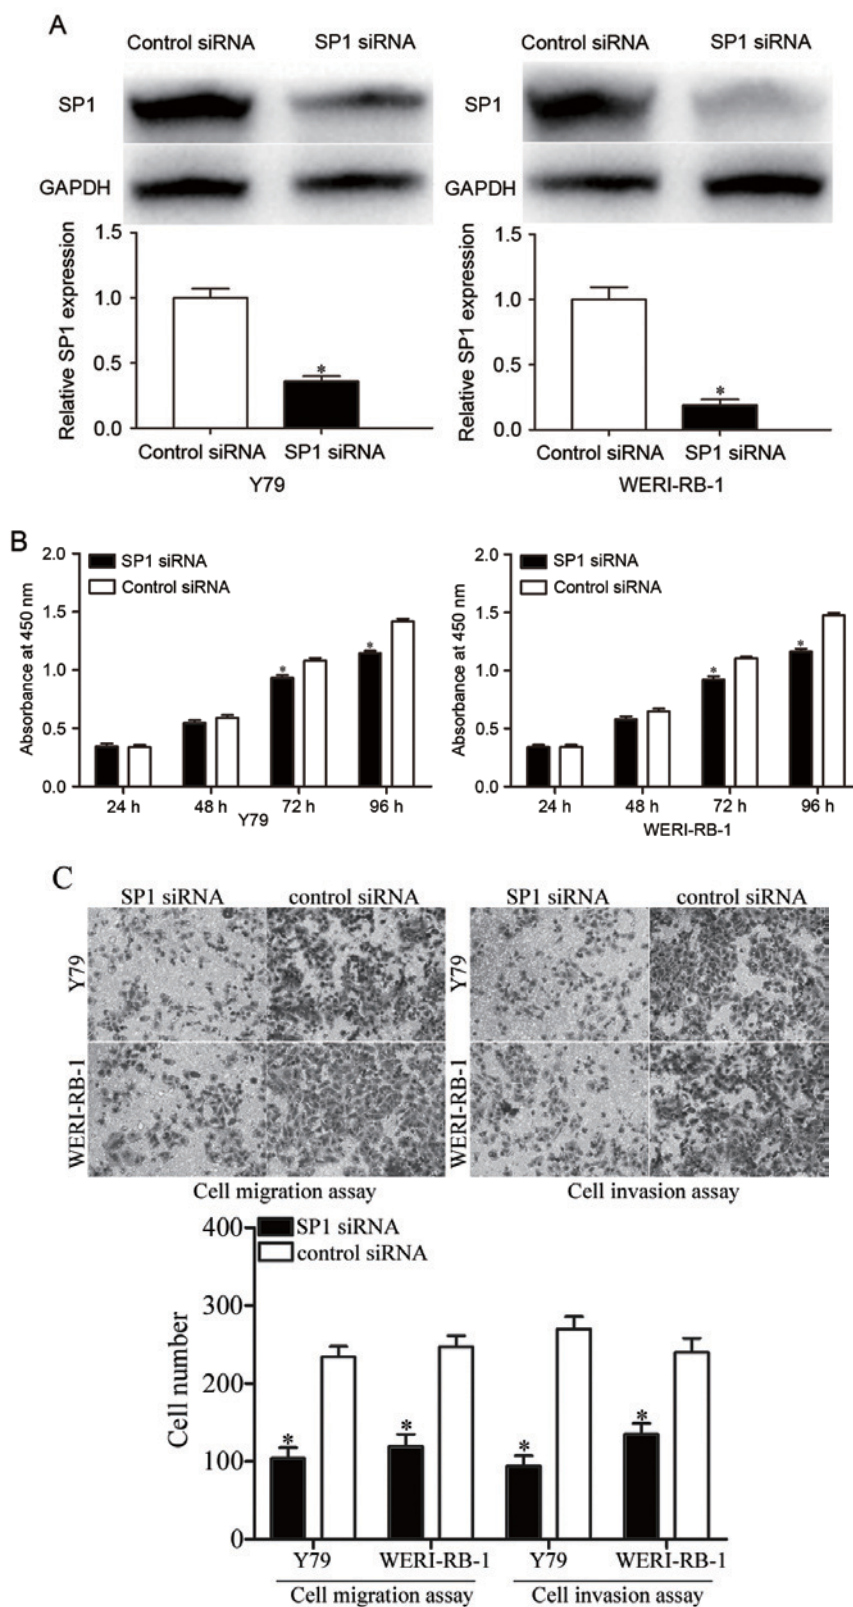 A
Control siRNA SP1 siRNA Control siRNA SP1 siRNA
SP1 SP1
GAPDH GAPDH
Relative SP1 expression
1.5
1.0
0.5
0.0
Control siRNA SP1 siRNA
Y79
*
Relative SP1 expression
1.5
1.0
0.5
0.0
Control siRNA SP1 siRNA
WERI-RB-1
*
B
SP1 siRNA
Control siRNA
Absorbance at 450 nm
2.0
1.5
1.0
0.5
0.0
* *
24 h 48 h 72 h 96 h
Y79
SP1 siRNA
Control siRNA
Absorbance at 450 nm
2.0
1.5
1.0
0.5
0.0
* *
24 h 48 h 72 h 96 h
WERI-RB-1
C
SP1 siRNA control siRNA SP1 siRNA control siRNA
Y79 Y79
WERI-RB-1 WERI-RB-1
Cell migration assay Cell invasion assay
SP1 siRNA
control siRNA
Cell number
400
300
200
100
0
* * * *
Y79 WERI-RB-1 Y79 WERI-RB-1
Cell migration assay Cell invasion assay